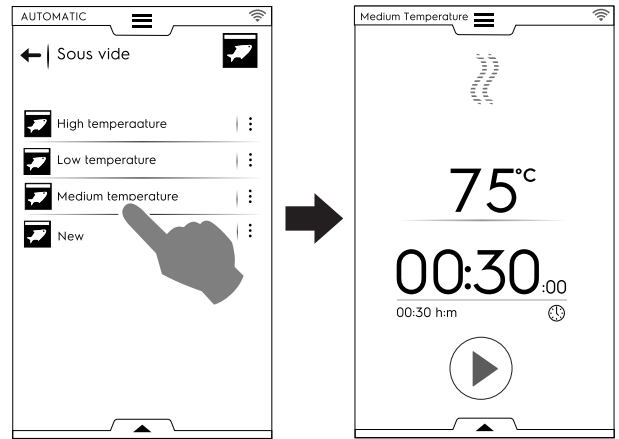 AUTOMATIC
Sous vide
High temperaature
Low temperature
Medium temperature
New
Medium Temperature
75°C
00:30:00
00:30 h:m